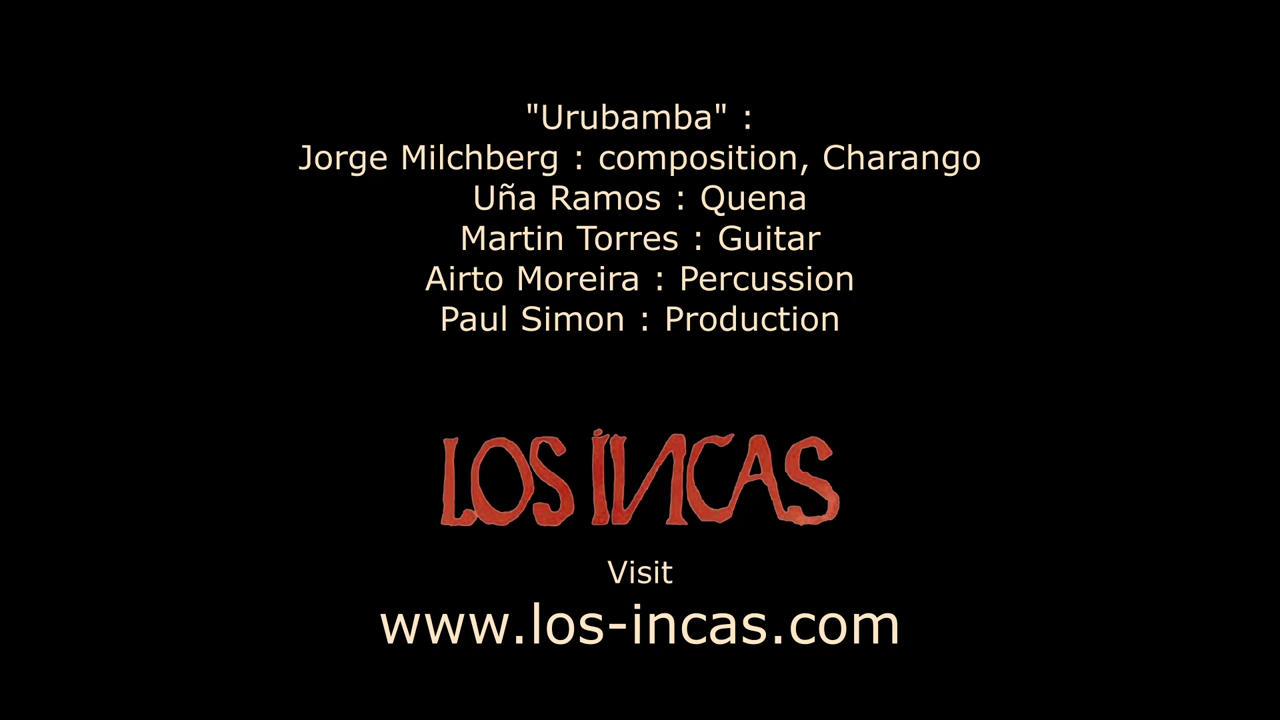 "Urubamba" :
Jorge Milchberg : composition, Charango
Uña Ramos : Quena
Martin Torres : Guitar
Airto Moreira : Percussion
Paul Simon : Production
LOS INCAS
Visit
www.los-incas.com